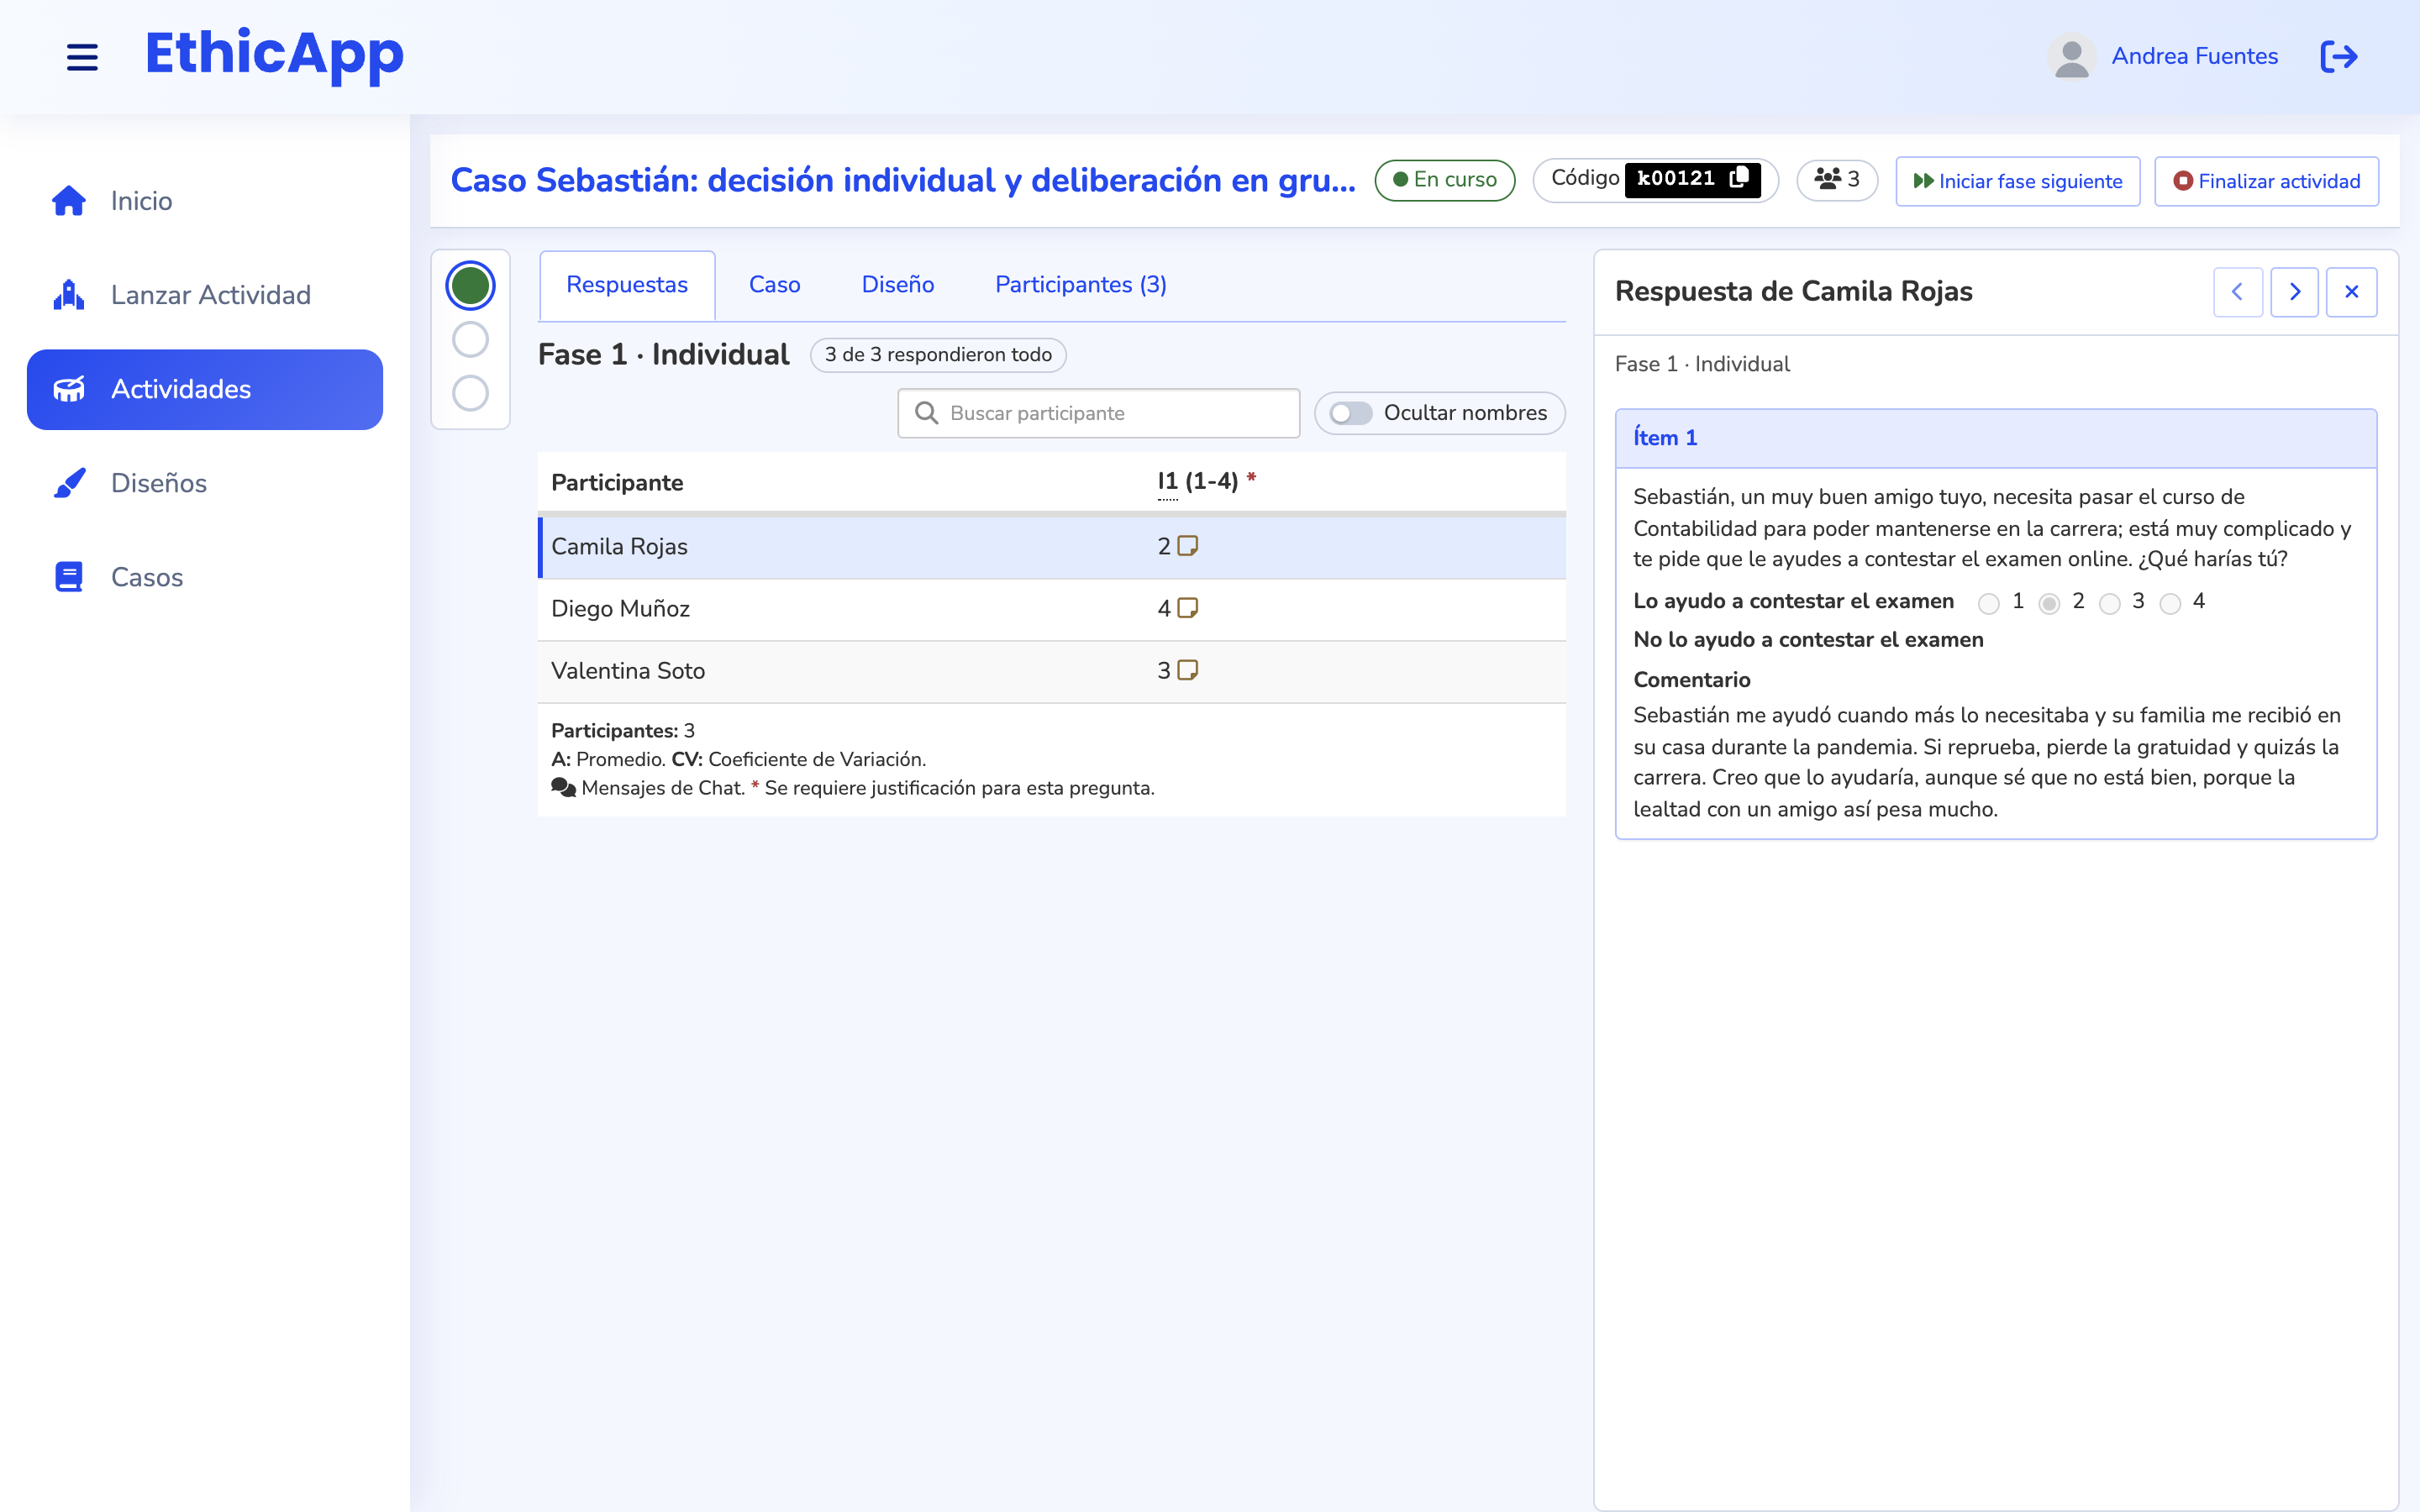 EthicApp
Andrea Fuentes
Inicio
Lanzar Actividad
Actividades
Diseños
Casos
Caso Sebastián: decisión individual y deliberación en gru...
En curso
Código k00121
3
Iniciar fase siguiente
Finalizar actividad
Respuestas
Caso
Diseño
Participantes (3)
Fase 1 · Individual
3 de 3 respondieron todo
Buscar participante
Ocultar nombres
Participante
I1 (1-4) *
Camila Rojas
2
Diego Muñoz
4
Valentina Soto
3
Participantes: 3
A: Promedio. CV: Coeficiente de Variación.
Mensajes de Chat. * Se requiere justificación para esta pregunta.
Respuesta de Camila Rojas
Fase 1 · Individual
Ítem 1
Sebastián, un muy buen amigo tuyo, necesita pasar el curso de
Contabilidad para poder mantenerse en la carrera; está muy complicado y
te pide que le ayudes a contestar el examen online. ¿Qué harías tú?
Lo ayudo a contestar el examen 1 2 3 4
No lo ayudo a contestar el examen
Comentario
Sebastián me ayudó cuando más lo necesitaba y su familia me recibió en
su casa durante la pandemia. Si reprueba, pierde la gratuidad y quizás la
carrera. Creo que lo ayudaría, aunque sé que no está bien, porque la
lealtad con un amigo así pesa mucho.